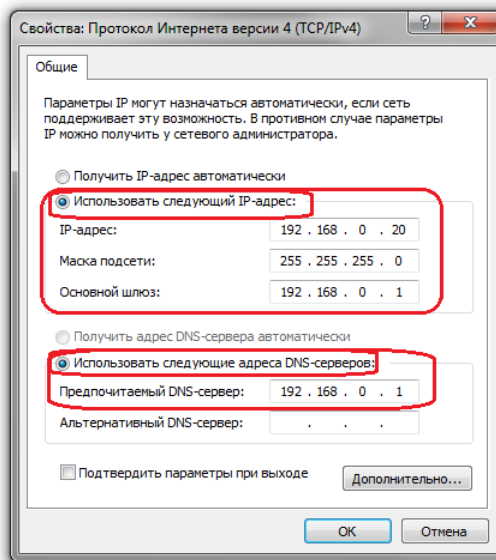 Свойства: Протокол Интернета версии 4 (TCP/IPv4)
Общие
Параметры IP могут назначаться автоматически, если сеть
поддерживает эту возможность. В противном случае параметры
IP можно получить у сетевого администратора.
Получить IP-адрес автоматически
Использовать следующий IP-адрес:
IP-адрес: 192 . 168 . 0 . 20
Маска подсети: 255 . 255 . 255 . 0
Основной шлюз: 192 . 168 . 0 . 1
Получить адрес DNS-сервера автоматически
Использовать следующие адреса DNS-серверов:
Предпочитаемый DNS-сервер: 192 . 168 . 0 . 1
Альтернативный DNS-сервер: . . .
Подтвердить параметры при выходе
Дополнительно...
ОК Отмена